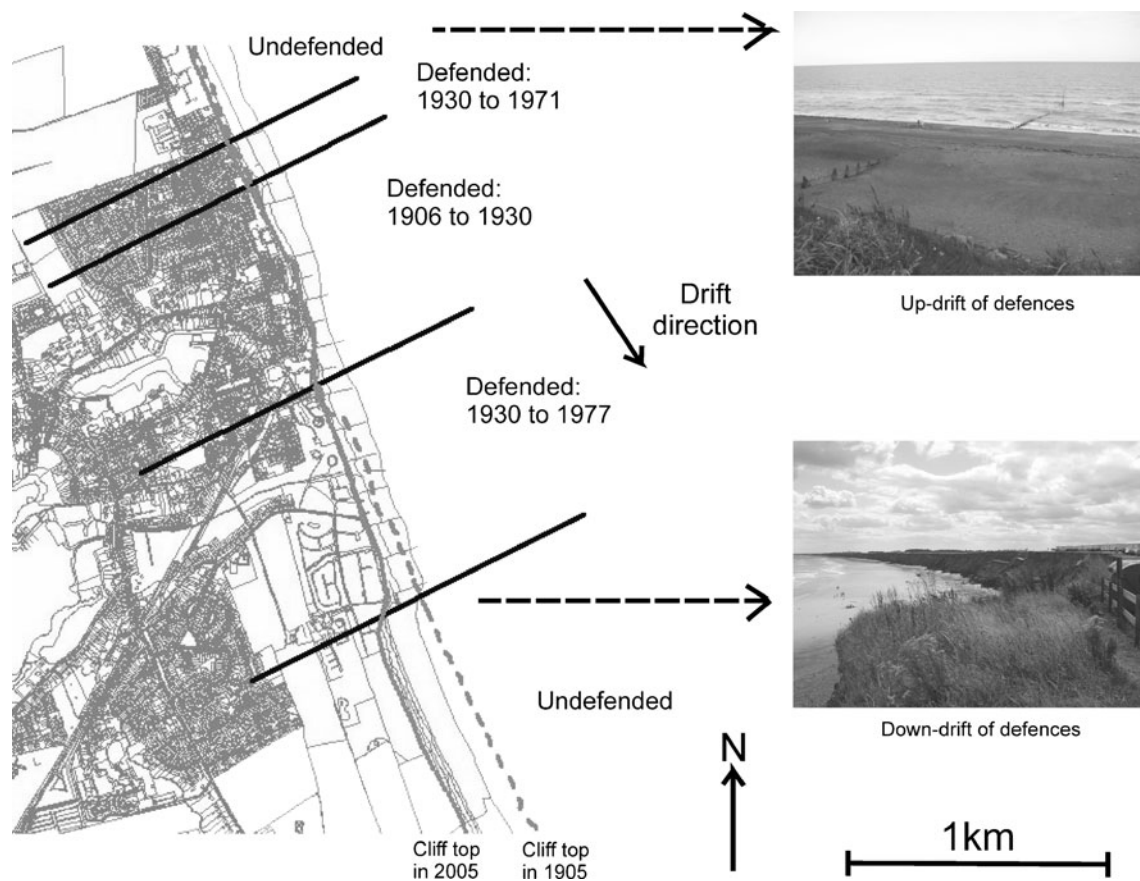 Undefended
Defended:
1930 to 1971
Defended:
1906 to 1930
Drift
direction
Up-drift of defences
Defended:
1930 to 1977
Undefended
Down-drift of defences
N
1km
Cliff top
in 2005
Cliff top
in 1905